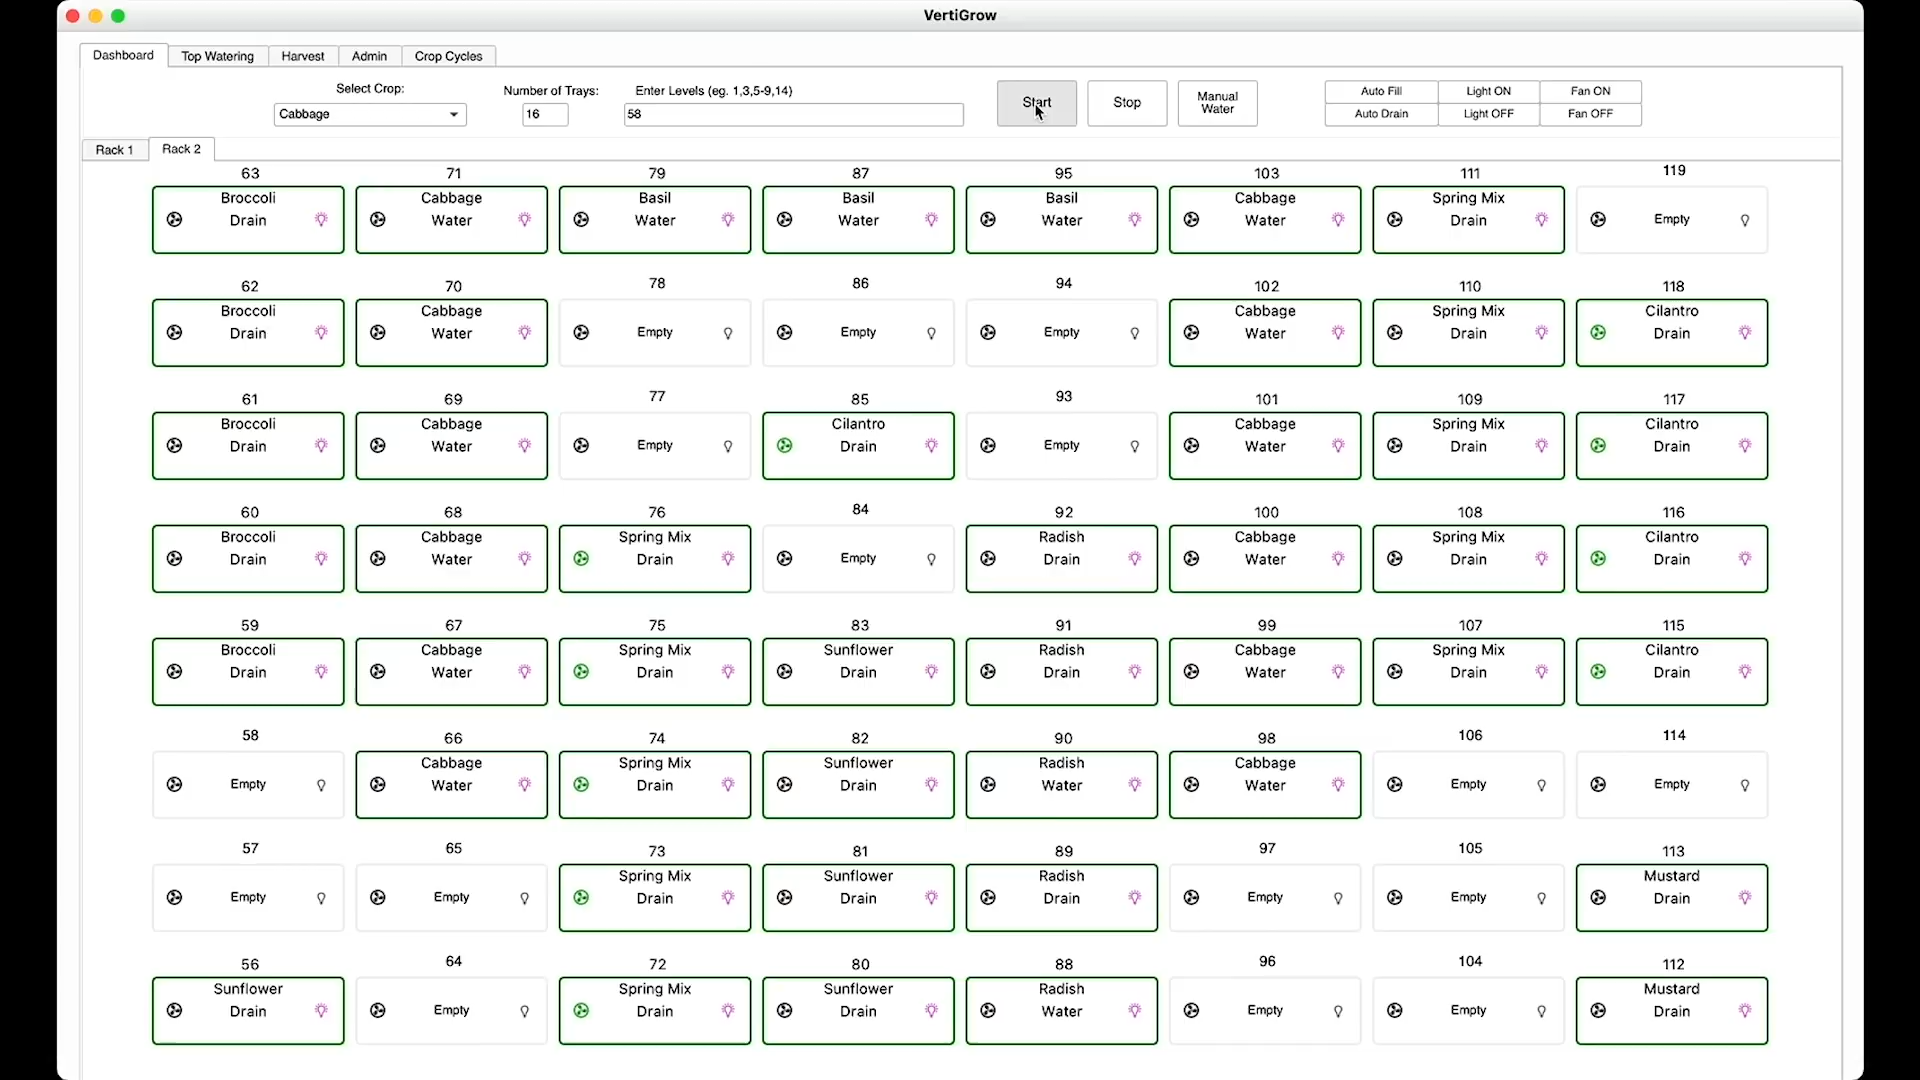 VertiGrow
Dashboard Top Watering Harvest Admin Crop Cycles
Select Crop: Number of Trays: Enter Levels (eg. 1,3,5-9,14)
Cabbage 16 58
Start Stop Manual Water
Auto Fill Light ON Fan ON
Auto Drain Light OFF Fan OFF
Rack 1 Rack 2
63 71 79 87 95 103 111 119
Broccoli Cabbage Basil Basil Basil Cabbage Spring Mix
Drain Water Water Water Water Water Drain Empty
62 70 78 86 94 102 110 118
Broccoli Cabbage Cabbage Spring Mix Cilantro
Drain Water Empty Empty Empty Water Drain Drain
61 69 77 85 93 101 109 117
Broccoli Cabbage Cilantro Cabbage Spring Mix Cilantro
Drain Water Empty Drain Empty Water Drain Drain
60 68 76 84 92 100 108 116
Broccoli Cabbage Spring Mix Radish Cabbage Spring Mix Cilantro
Drain Water Drain Empty Drain Water Drain Drain
59 67 75 83 91 99 107 115
Broccoli Cabbage Spring Mix Sunflower Radish Cabbage Spring Mix Cilantro
Drain Water Drain Drain Drain Water Drain Drain
58 66 74 82 90 98 106 114
Cabbage Spring Mix Sunflower Radish Cabbage
Empty Water Drain Drain Water Water Empty Empty
57 65 73 81 89 97 105 113
Spring Mix Sunflower Radish Mustard
Empty Empty Drain Drain Drain Empty Empty Drain
56 64 72 80 88 96 104 112
Sunflower Spring Mix Sunflower Radish Mustard
Drain Empty Drain Drain Water Empty Empty Drain